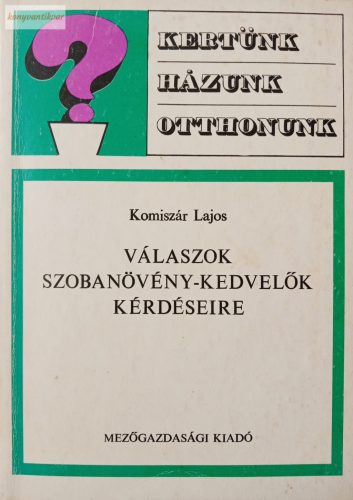 könyvantikvar
KERTÜNK
HÁZUNK
OTTHONUNK
Komiszár Lajos
VÁLASZOK
SZOBANÖVÉNY-KEDVELŐK
KÉRDÉSEIRE
MEZŐGAZDASÁGI KIADÓ